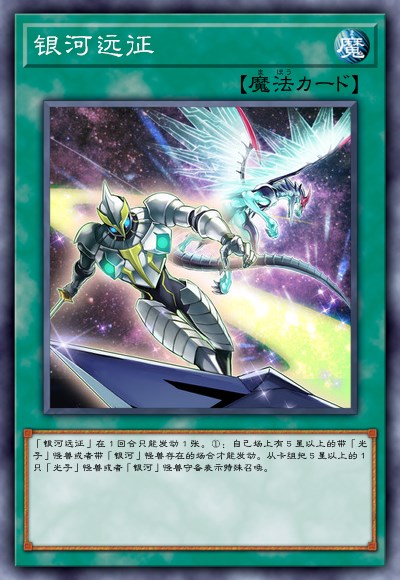 银河远征
魔
【魔法カード】
まほう
「银河远征」在1回合只能发动1张。①:自己场上有5星以上的带「光
子」怪兽或者带「银河」怪兽存在的场合才能发动。从卡组把5星以上的1
只「光子」怪兽或者「银河」怪兽守备表示特殊召唤。